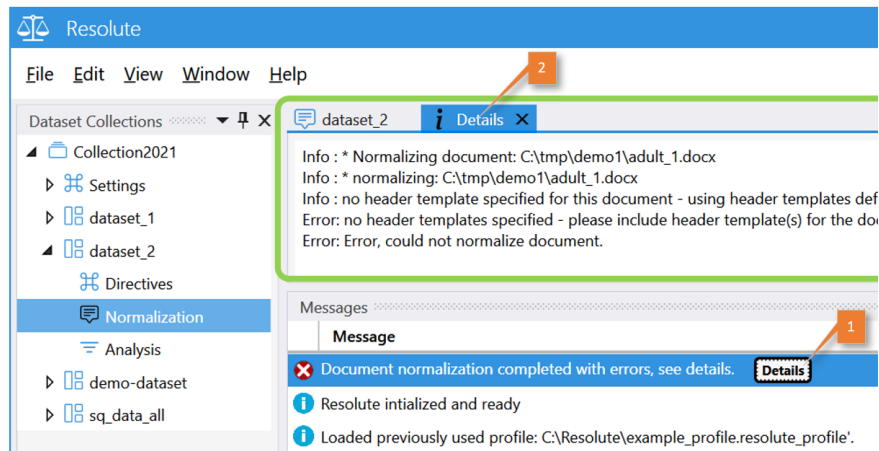 Resolute
File Edit View Window Help
2
Dataset Collections
Collection2021
Settings
dataset_1
dataset_2
Directives
Normalization
Analysis
demo-dataset
sq_data_all
dataset_2 i Details
Info : * Normalizing document: C:\tmp\demo1\adult_1.docx
Info : * normalizing: C:\tmp\demo1\adult_1.docx
Info : no header template specified for this document - using header templates def
Error: no header templates specified - please include header template(s) for the do
Error: Error, could not normalize document.
Messages
1
Message
Document normalization completed with errors, see details. Details
Resolute intialized and ready
Loaded previously used profile: C:\Resolute\example_profile.resolute_profile'.